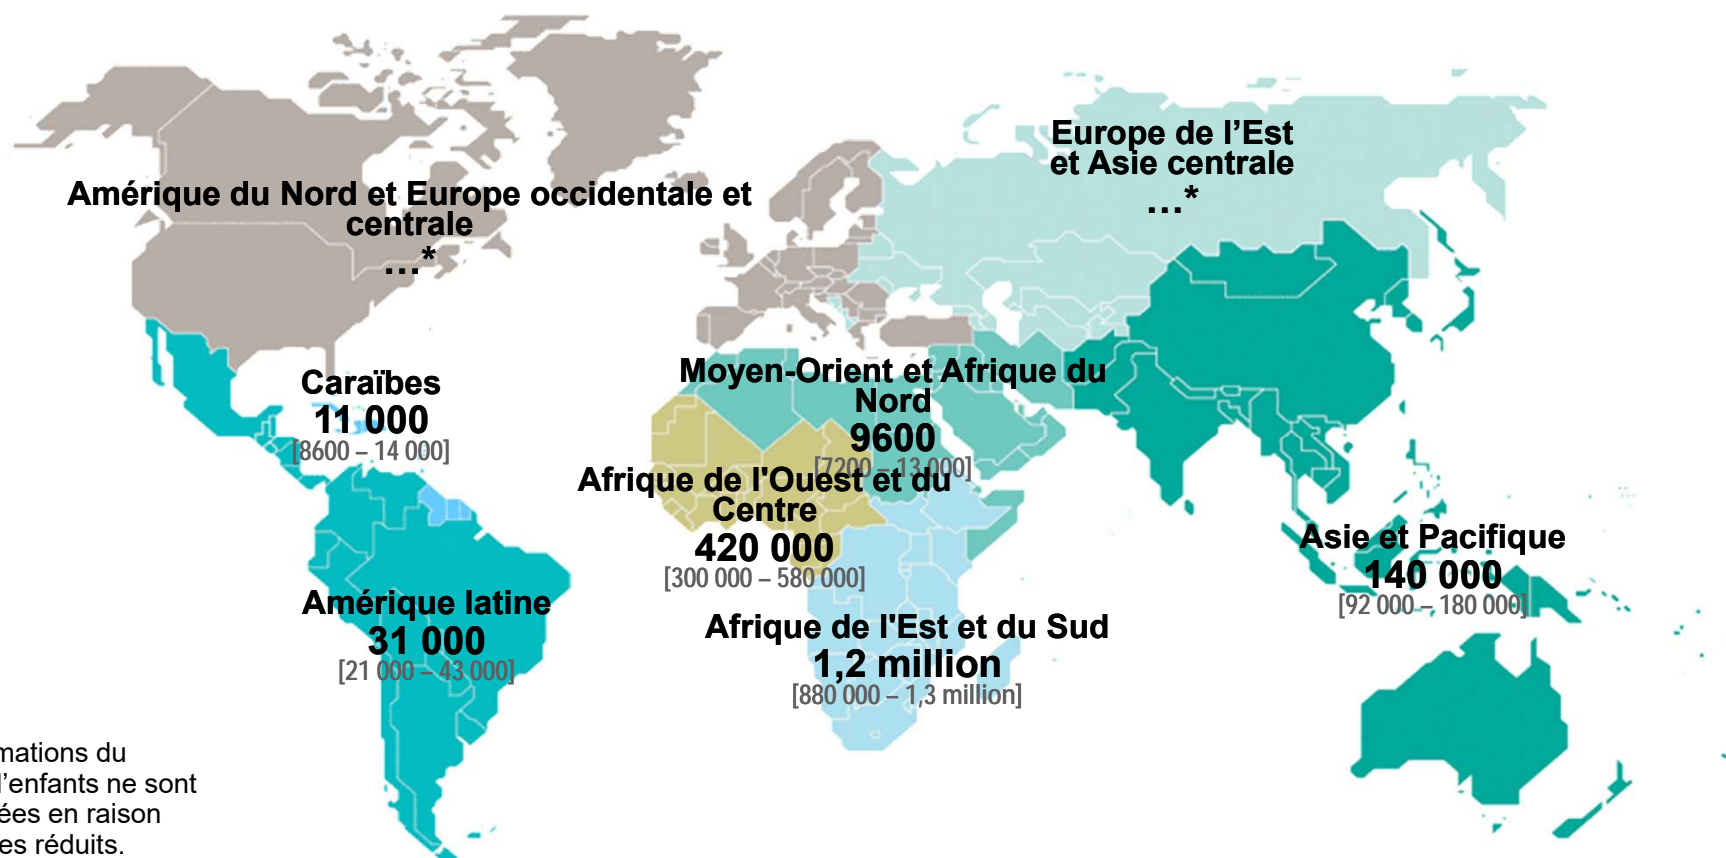 Europe de l’Est
et Asie centrale
...*
Amérique du Nord et Europe occidentale et
centrale
...*
Caraïbes
11 000
[8600 – 14 000]
Moyen-Orient et Afrique du
Nord
9600
[7200 – 13 000]
Afrique de l'Ouest et du
Centre
420 000
[300 000 – 580 000]
Asie et Pacifique
140 000
[92 000 – 180 000]
Amérique latine
31 000
[21 000 – 43 000]
Afrique de l'Est et du Sud
1,2 million
[880 000 – 1,3 million]
mations du
l’enfants ne sont
ées en raison
es réduits.